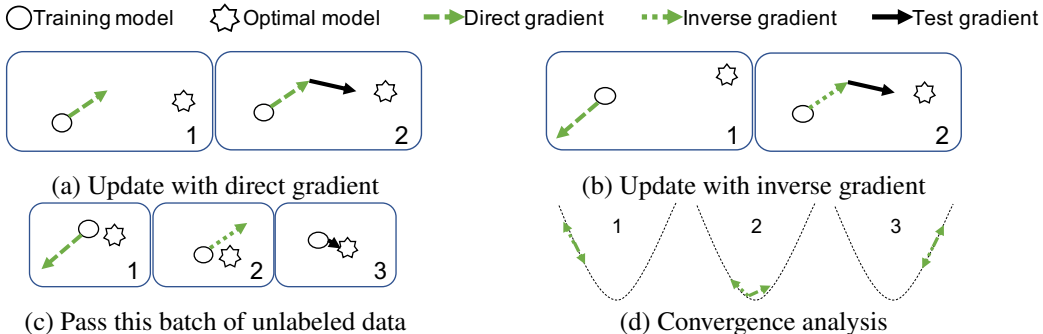 Training model Optimal model Direct gradient Inverse gradient Test gradient
1 2 1 2
(a) Update with direct gradient (b) Update with inverse gradient
1 2 3 1 2 3
(c) Pass this batch of unlabeled data (d) Convergence analysis